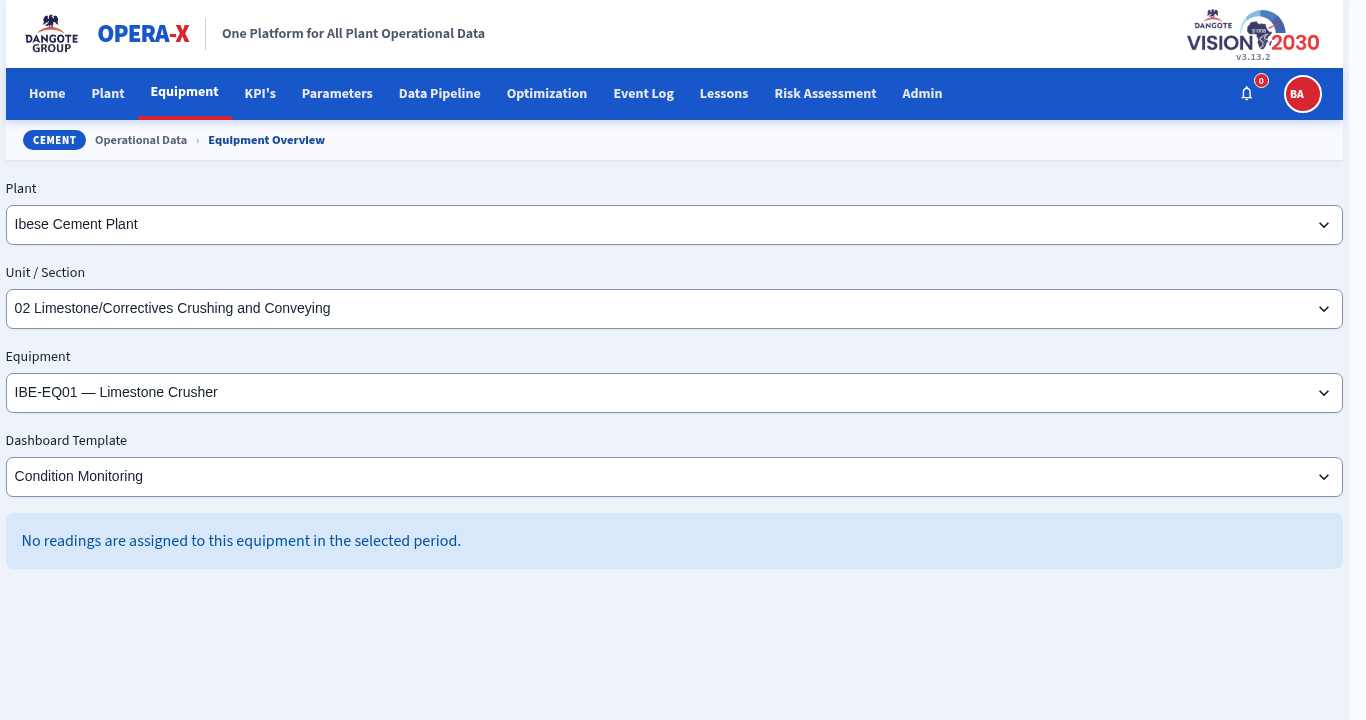 DANGOTE
GROUP
OPERA-X
One Platform for All Plant Operational Data
DANGOTE
VISION 2030
v3.13.2
Home
Plant
Equipment
KPI's
Parameters
Data Pipeline
Optimization
Event Log
Lessons
Risk Assessment
Admin
0
BA
CEMENT
Operational Data
›
Equipment Overview
Plant
Ibese Cement Plant
Unit / Section
02 Limestone/Correctives Crushing and Conveying
Equipment
IBE-EQ01 — Limestone Crusher
Dashboard Template
Condition Monitoring
No readings are assigned to this equipment in the selected period.